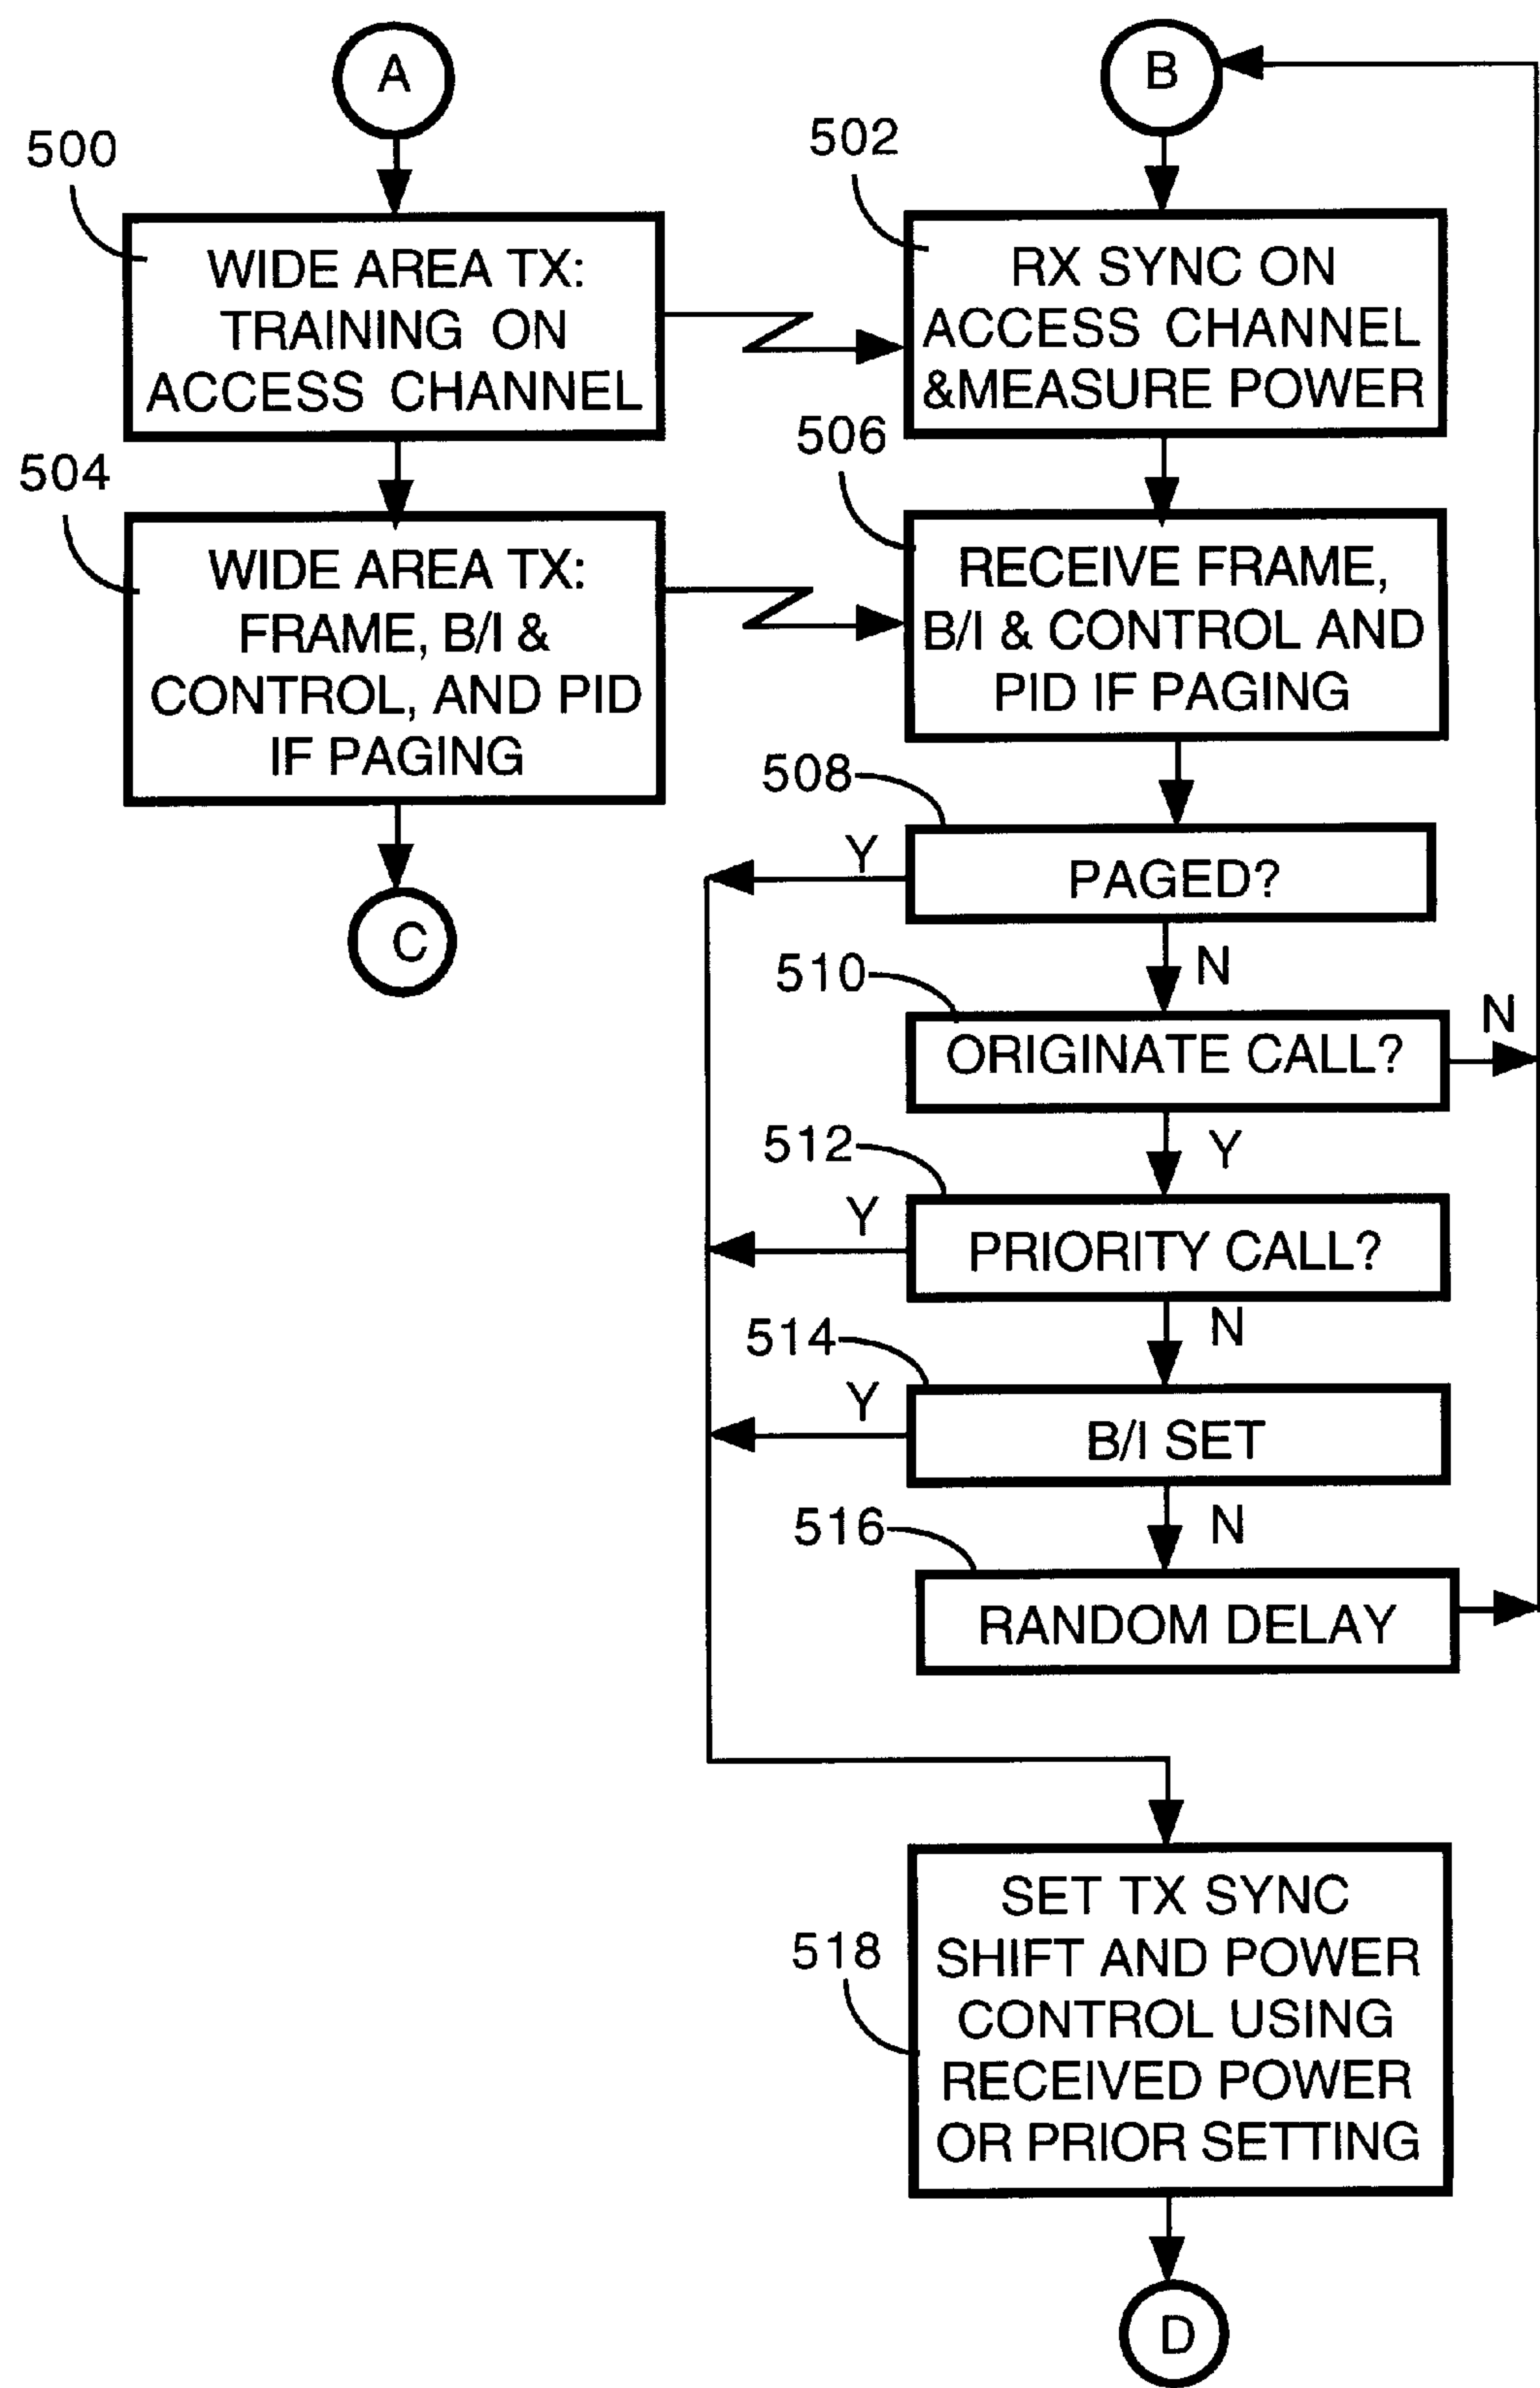 A
B
500
WIDE AREA TX:
TRAINING ON
ACCESS CHANNEL
502
RX SYNC ON
ACCESS CHANNEL
&MEASURE POWER
504
WIDE AREA TX:
FRAME, B/I &
CONTROL, AND PID
IF PAGING
506
RECEIVE FRAME,
B/I & CONTROL AND
PID IF PAGING
C
508
Y
PAGED?
N
510
ORIGINATE CALL?
N
Y
512
Y
PRIORITY CALL?
N
514
Y
B/I SET
N
516
RANDOM DELAY
518
SET TX SYNC
SHIFT AND POWER
CONTROL USING
RECEIVED POWER
OR PRIOR SETTING
D